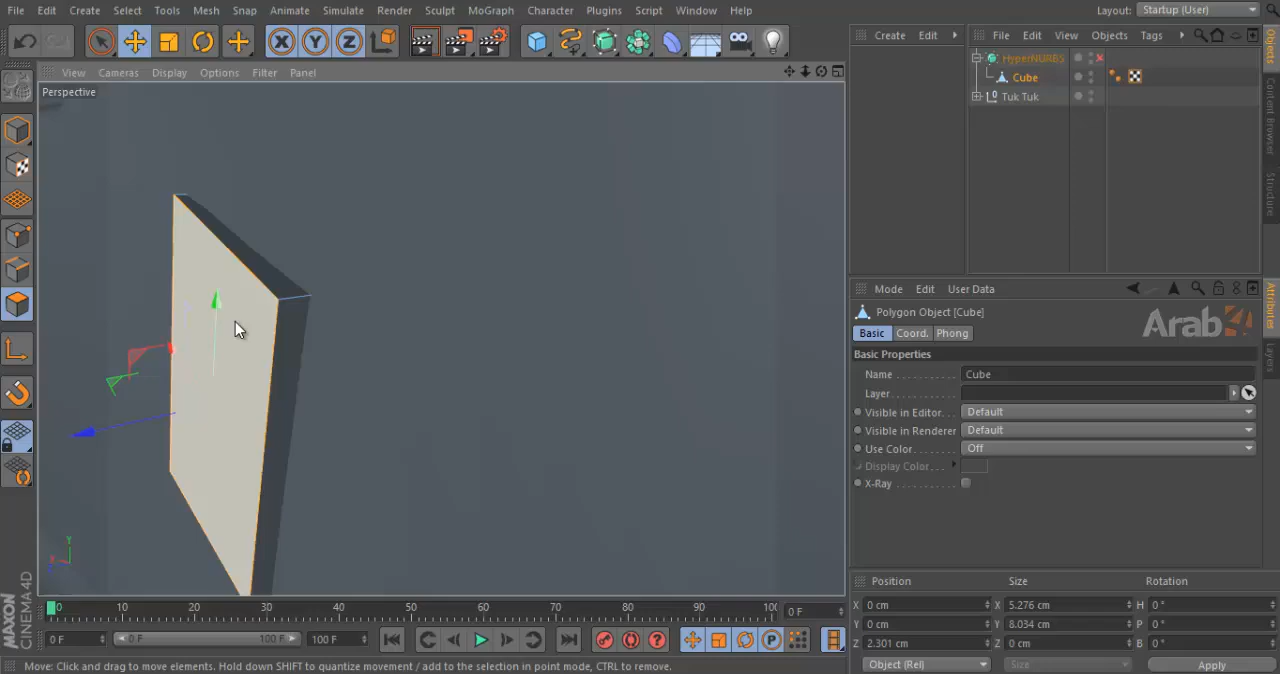 File Edit Create Select Tools Mesh Snap Animate Simulate Render Sculpt MoGraph Character Plugins Script Window Help
Layout: Startup (User)
View Cameras Display Options Filter Panel
Perspective
Create Edit
File Edit View Objects Tags
HyperNURBS
Cube
Tuk Tuk
Objects
Content Browser
Structure
Mode Edit User Data
Polygon Object [Cube]
Arab
Basic Coord. Phong
Basic Properties
Name Cube
Layer
Visible in Editor Default
Visible in Renderer Default
Use Color Off
Display Color
X-Ray
Attributes
Layers
0 10 20 30 40 50 60 70 80 90 100 0 F
0 F 0 F 100 F 100 F
Position Size Rotation
X 0 cm X 5.276 cm H 0 °
Y 0 cm Y 8.034 cm P 0 °
Z 2.301 cm Z 0 cm B 0 °
Object (Rel) Size Apply
MAXON
CINEMA 4D
Move: Click and drag to move elements. Hold down SHIFT to quantize movement / add to the selection in point mode, CTRL to remove.